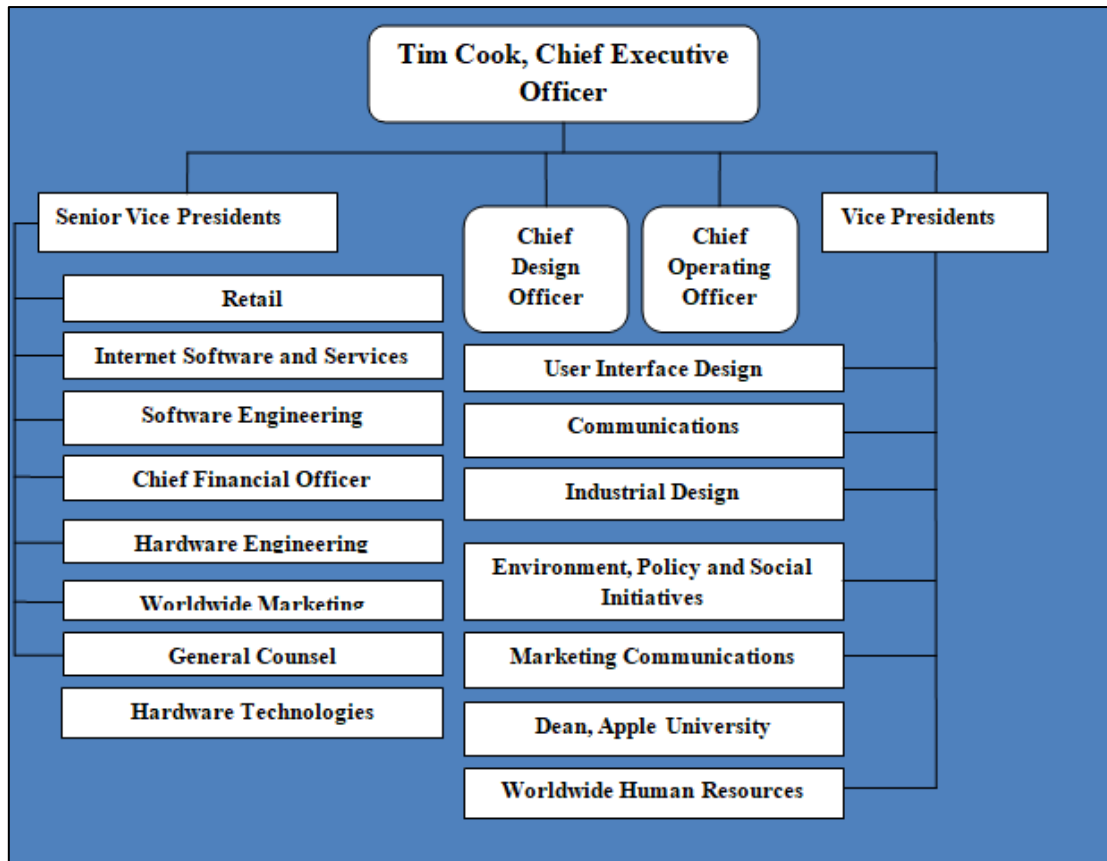 Tim Cook, Chief Executive
Officer
Senior Vice Presidents
Chief
Design
Officer
Chief
Operating
Officer
Vice Presidents
Retail
Internet Software and Services
Software Engineering
Chief Financial Officer
Hardware Engineering
Worldwide Marketing
General Counsel
Hardware Technologies
User Interface Design
Communications
Industrial Design
Environment, Policy and Social
Initiatives
Marketing Communications
Dean, Apple University
Worldwide Human Resources